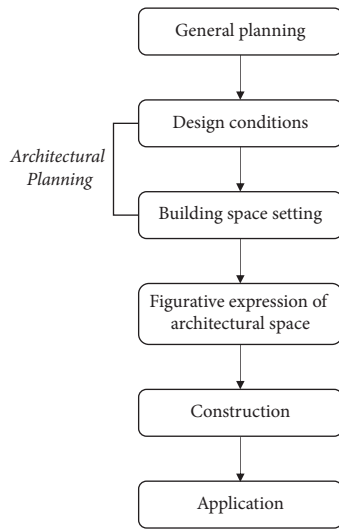 General planning
Design conditions
Architectural
Planning
Building space setting
Figurative expression of
architectural space
Construction
Application